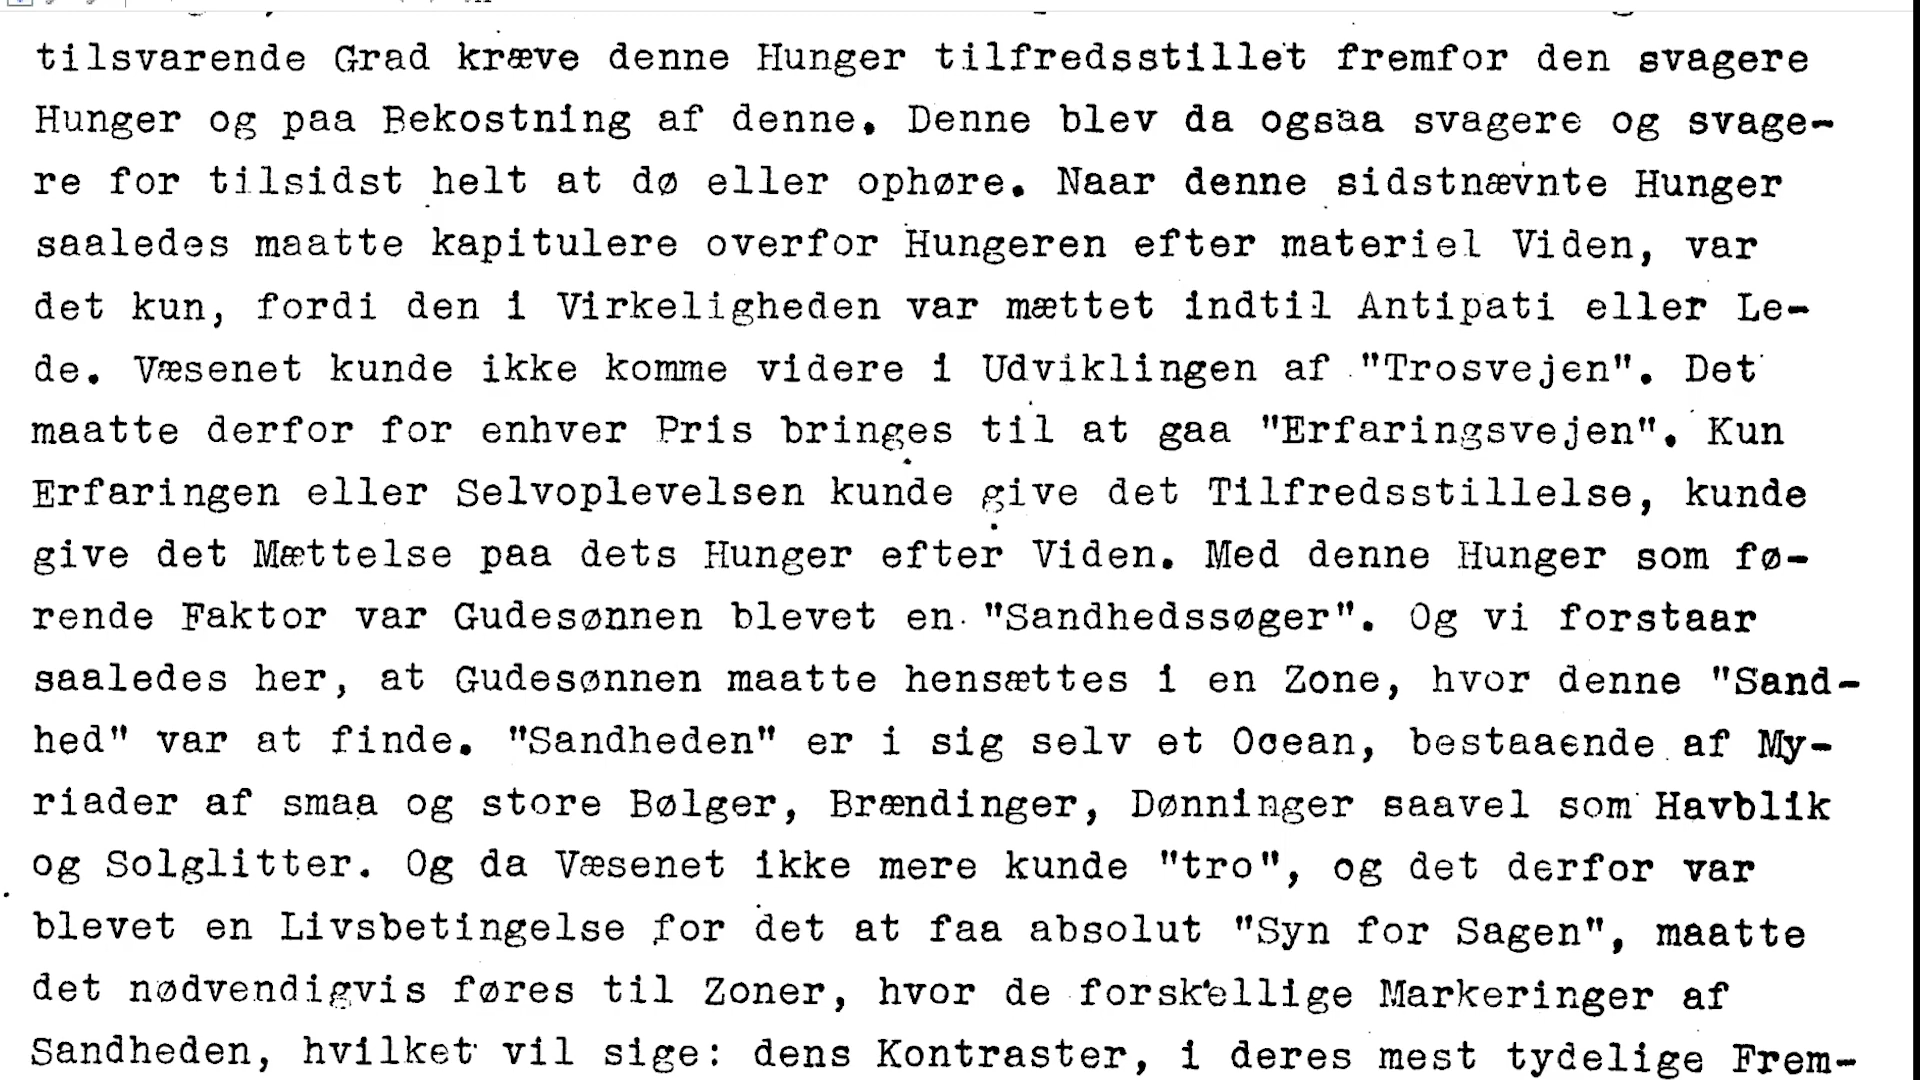 tilsvarende Grad kræve denne Hunger tilfredsstillet fremfor den svagere
Hunger og paa Bekostning af denne. Denne blev da ogsaa svagere og svage-
re for tilsidst helt at dø eller ophøre. Naar denne sidstnævnte Hunger
saaledes maatte kapitulere overfor Hungeren efter materiel Viden, var
det kun, fordi den i Virkeligheden var mættet indtil Antipati eller Le-
de. Væsenet kunde ikke komme videre i Udviklingen af "Trosvejen". Det
maatte derfor for enhver Pris bringes til at gaa "Erfaringsvejen". Kun
Erfaringen eller Selvoplevelsen kunde give det Tilfredsstillelse, kunde
give det Mættelse paa dets Hunger efter Viden. Med denne Hunger som fø-
rende Faktor var Gudesønnen blevet en "Sandhedssøger". Og vi forstaar
saaledes her, at Gudesønnen maatte hensættes i en Zone, hvor denne "Sand-
hed" var at finde. "Sandheden" er i sig selv et Ocean, bestaaende af My-
riader af smaa og store Bølger, Brændinger, Dønninger saavel som Havblik
og Solglitter. Og da Væsenet ikke mere kunde "tro", og det derfor var
blevet en Livsbetingelse for det at faa absolut "Syn for Sagen", maatte
det nødvendigvis føres til Zoner, hvor de forskellige Markeringer af
Sandheden, hvilket vil sige: dens Kontraster, i deres mest tydelige Frem-